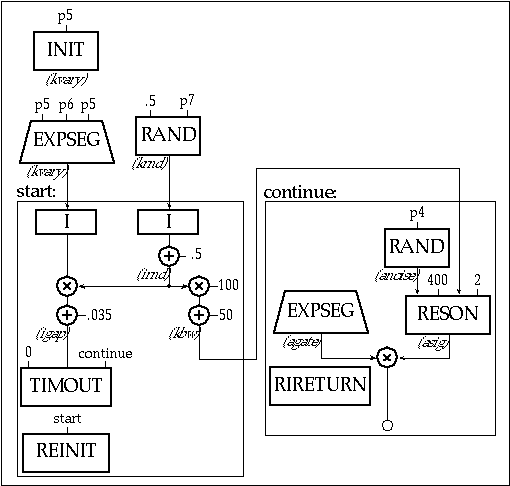 p5
INIT
(kvary)
p5 p6 p5
EXPSEG
(kvary)
.5 p7
RAND
(krnd)
start:
I
I
.5
(irnd)
100
.035
50
(igap)
(kbw)
0 continue
TIMOUT
start
REINIT
continue:
p4
RAND
(anoise)
400 2
EXPSEG
RESON
(agate)
(asig)
RIRETURN